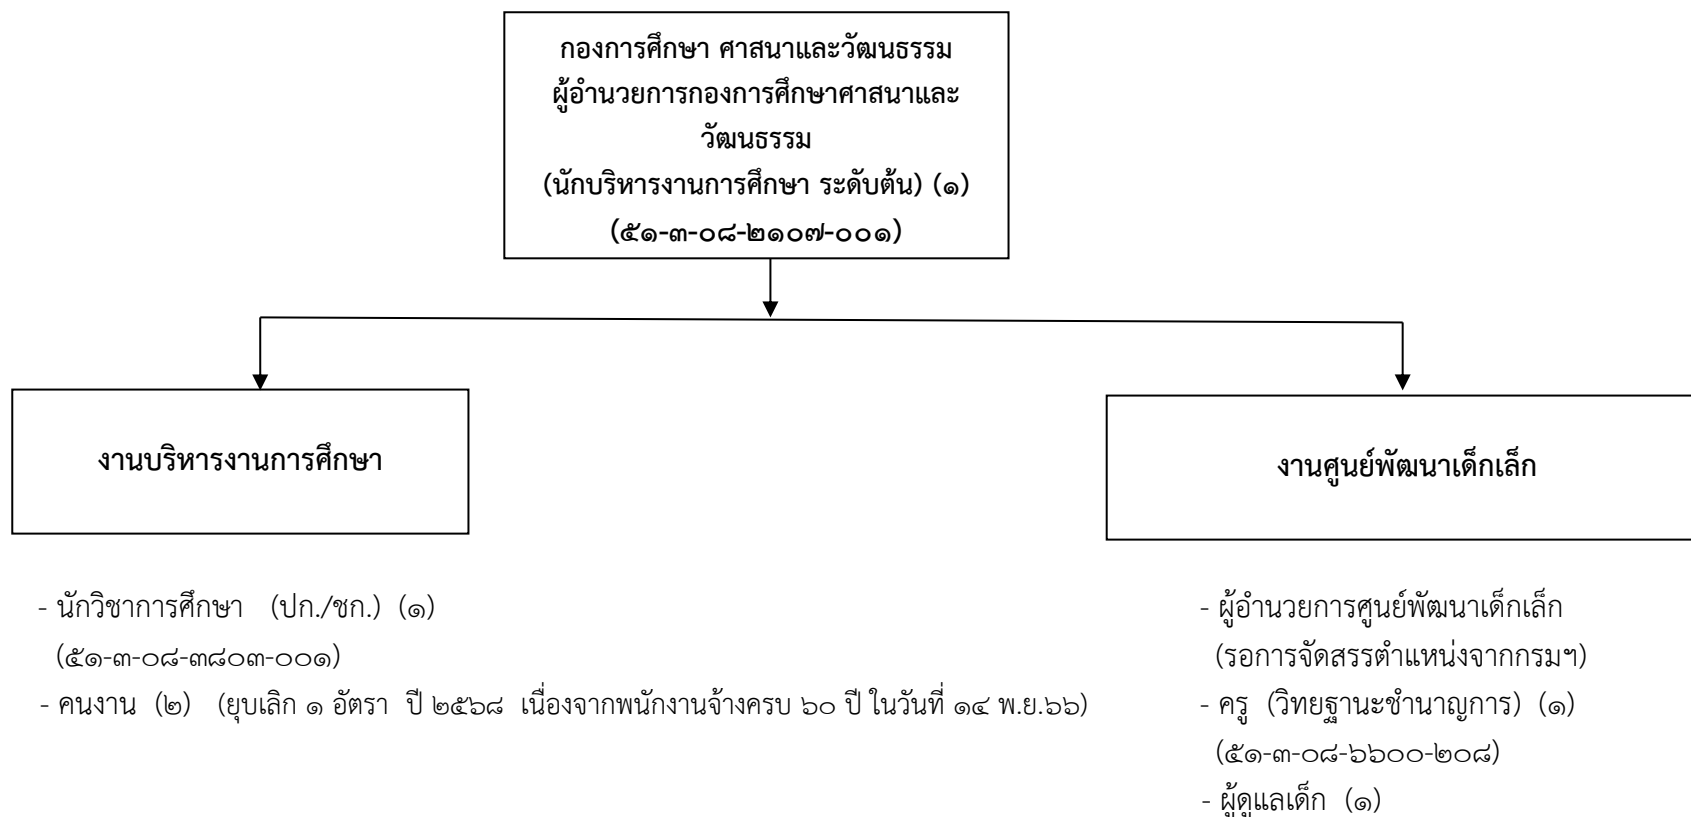 กองการศึกษา ศาสนาและวัฒนธรรม
ผู้อำนวยการกองการศึกษาศาสนาและ
วัฒนธรรม
(นักบริหารงานการศึกษา ระดับต้น) (๑)
(๕๑-๓-๐๘-๒๑๐๗-๐๐๑)
งานบริหารงานการศึกษา
- นักวิชาการศึกษา (ปก./ชก.) (๑)
(๕๑-๓-๐๘-๓๘๐๓-๐๐๑)
- คนงาน (๒) (ยุบเลิก ๑ อัตรา ปี ๒๕๖๘ เนื่องจากพนักงานจ้างครบ ๖๐ ปี ในวันที่ ๑๔ พ.ย.๖๖)
งานศูนย์พัฒนาเด็กเล็ก
- ผู้อำนวยการศูนย์พัฒนาเด็กเล็ก
(รอการจัดสรรตำแหน่งจากกรมฯ)
- ครู (วิทยฐานะชำนาญการ) (๑)
(๕๑-๓-๐๘-๖๖๐๐-๒๐๘)
- ผู้ดูแลเด็ก (๑)